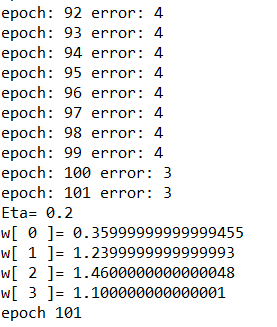 epoch: 92 error: 4
epoch: 93 error: 4
epoch: 94 error: 4
epoch: 95 error: 4
epoch: 96 error: 4
epoch: 97 error: 4
epoch: 98 error: 4
epoch: 99 error: 4
epoch: 100 error: 3
epoch: 101 error: 3
Eta= 0.2
w[ 0 ]= 0.35999999999999455
w[ 1 ]= 1.2399999999999993
w[ 2 ]= 1.4600000000000048
w[ 3 ]= 1.100000000000001
epoch 101